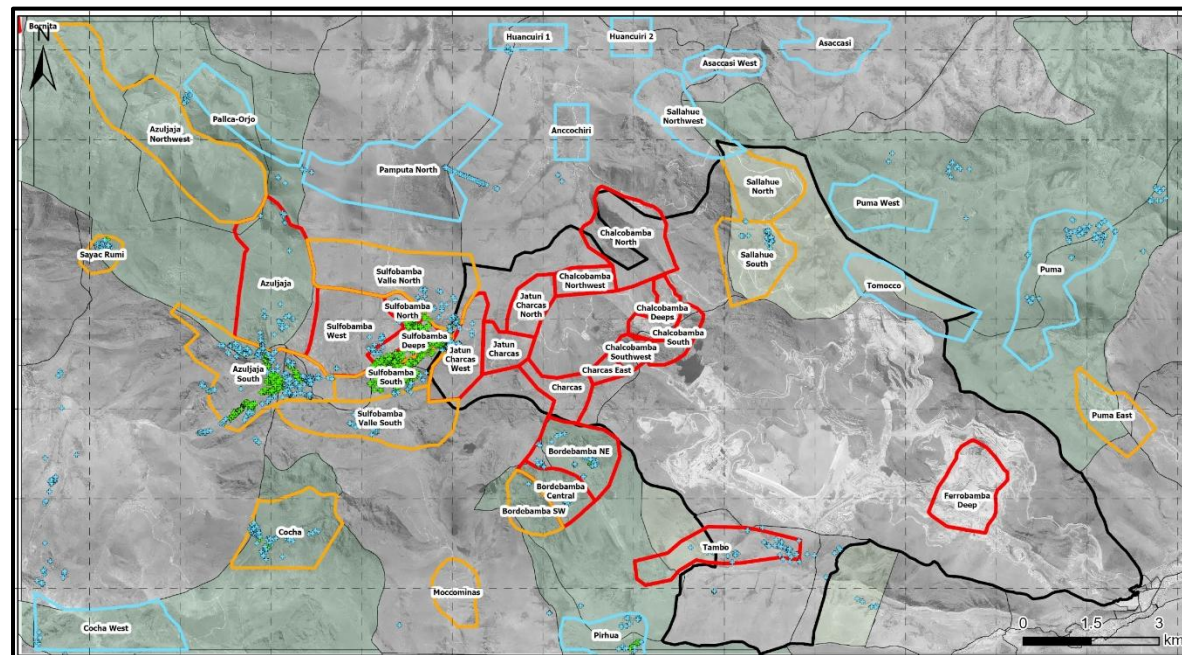 Bornita
N
Huancuiri 1
Huancuiri 2
Asaccasi
Asaccasi West
Pallca-Orjo
Azuljaja
Northwest
Sallahue
Northwest
Anccochiri
Pamputa North
Sallahue
North
Puma West
Chalcobamba
North
Sayac Rumi
Sallahue
South
Puma
Sulfobamba
Valle North
Chalcobamba
Northwest
Azuljaja
Tomocco
Jatun
Charcas
North
Sulfobamba
North
Chalcobamba
Deeps
Sulfobamba
West
Sulfobamba
Deeps
Chalcobamba
South
Jatun
Charcas
West
Jatun
Charcas
Chalcobamba
Southwest
Azuljaja
South
Sulfobamba
South
Charcas East
Charcas
Sulfobamba
Valle South
Puma East
Bordebamba NE
Bordebamba
Central
Ferrobamba
Deep
Bordebamba SW
Cocha
Tambo
Moccominas
Cocha West
Pirhua
0 1.5 3
km